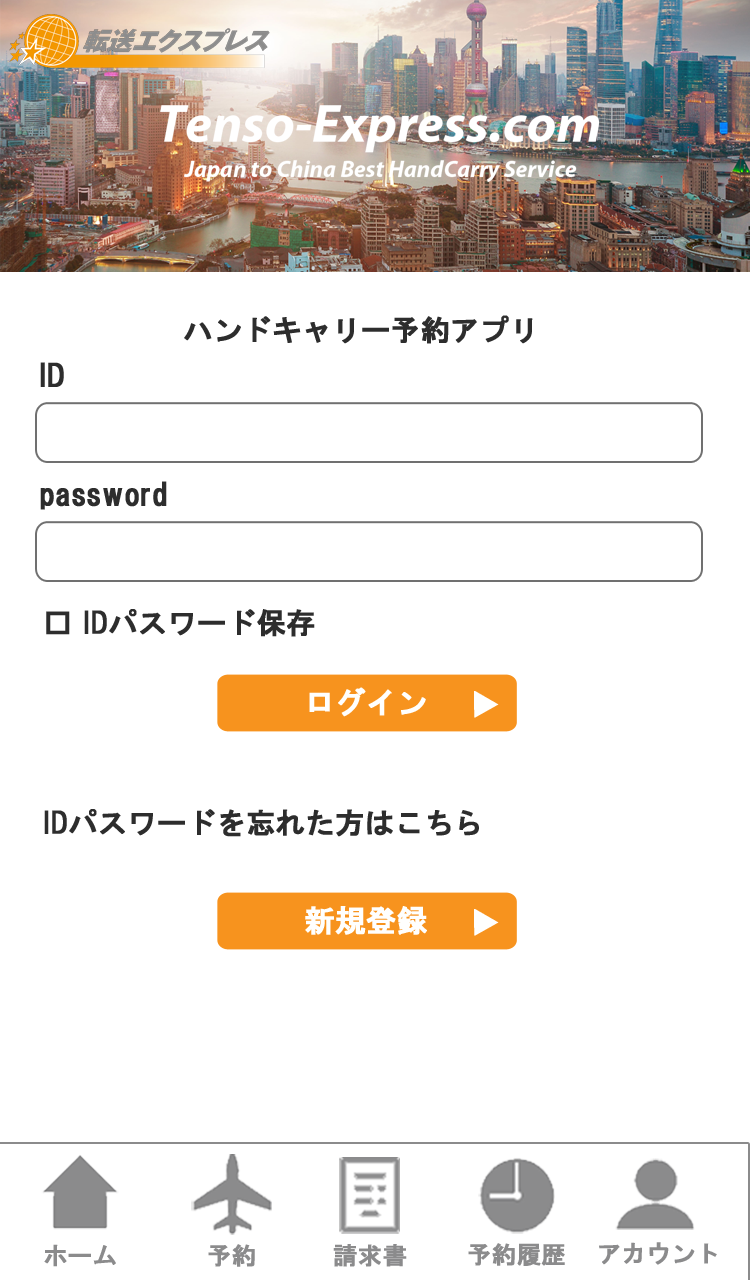 転送エクスプレス
Tenso-Express.com
Japan to China Best HandCarry Service
ハンドキャリー予約アプリ
ID
password
IDパスワード保存
ログイン
IDパスワードを忘れた方はこちら
新規登録
ホーム 予約 請求書 予約履歴 アカウント